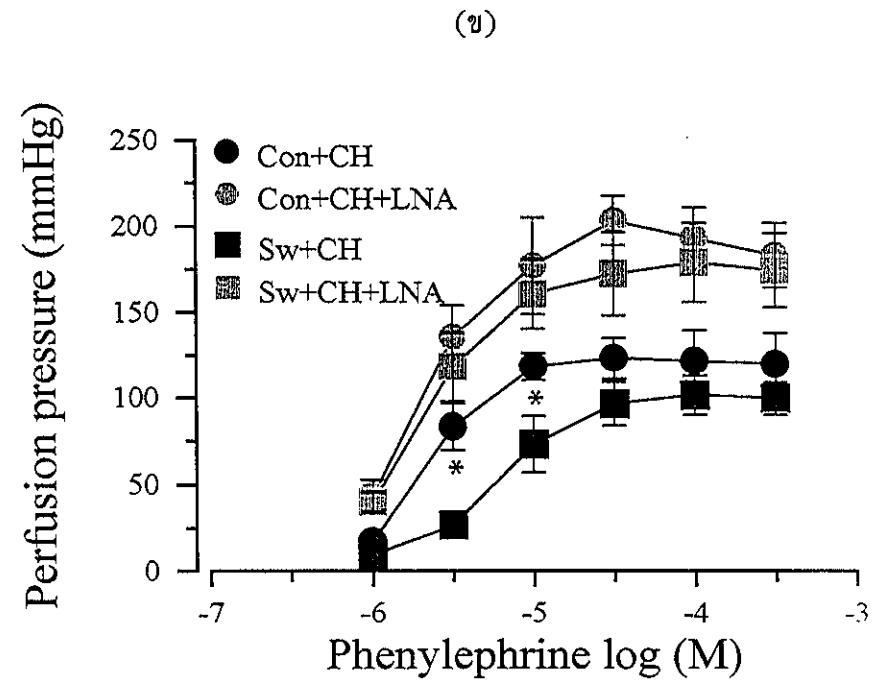 (ข)
Perfusion pressure (mmHg)
250
200
150
100
50
0
Con+CH
Con+CH+LNA
Sw+CH
Sw+CH+LNA
*
*
-7
-6
-5
-4
-3
Phenylephrine log (M)